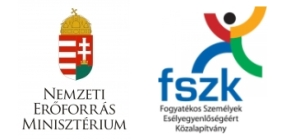 NEMZETI
ERŐFORRÁS
MINISZTÉRIUM
fszk
Fogyatékos Személyek
Esélyegyenlőségéért
Közalapítvány